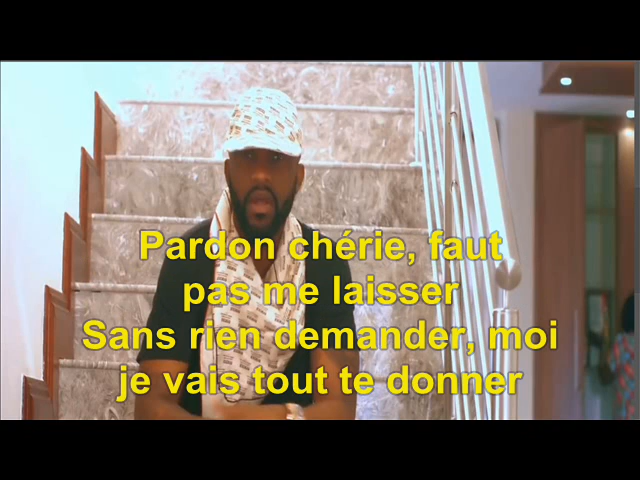 Pardon chérie, faut
pas me laisser
Sans rien demander, moi
je vais tout te donner